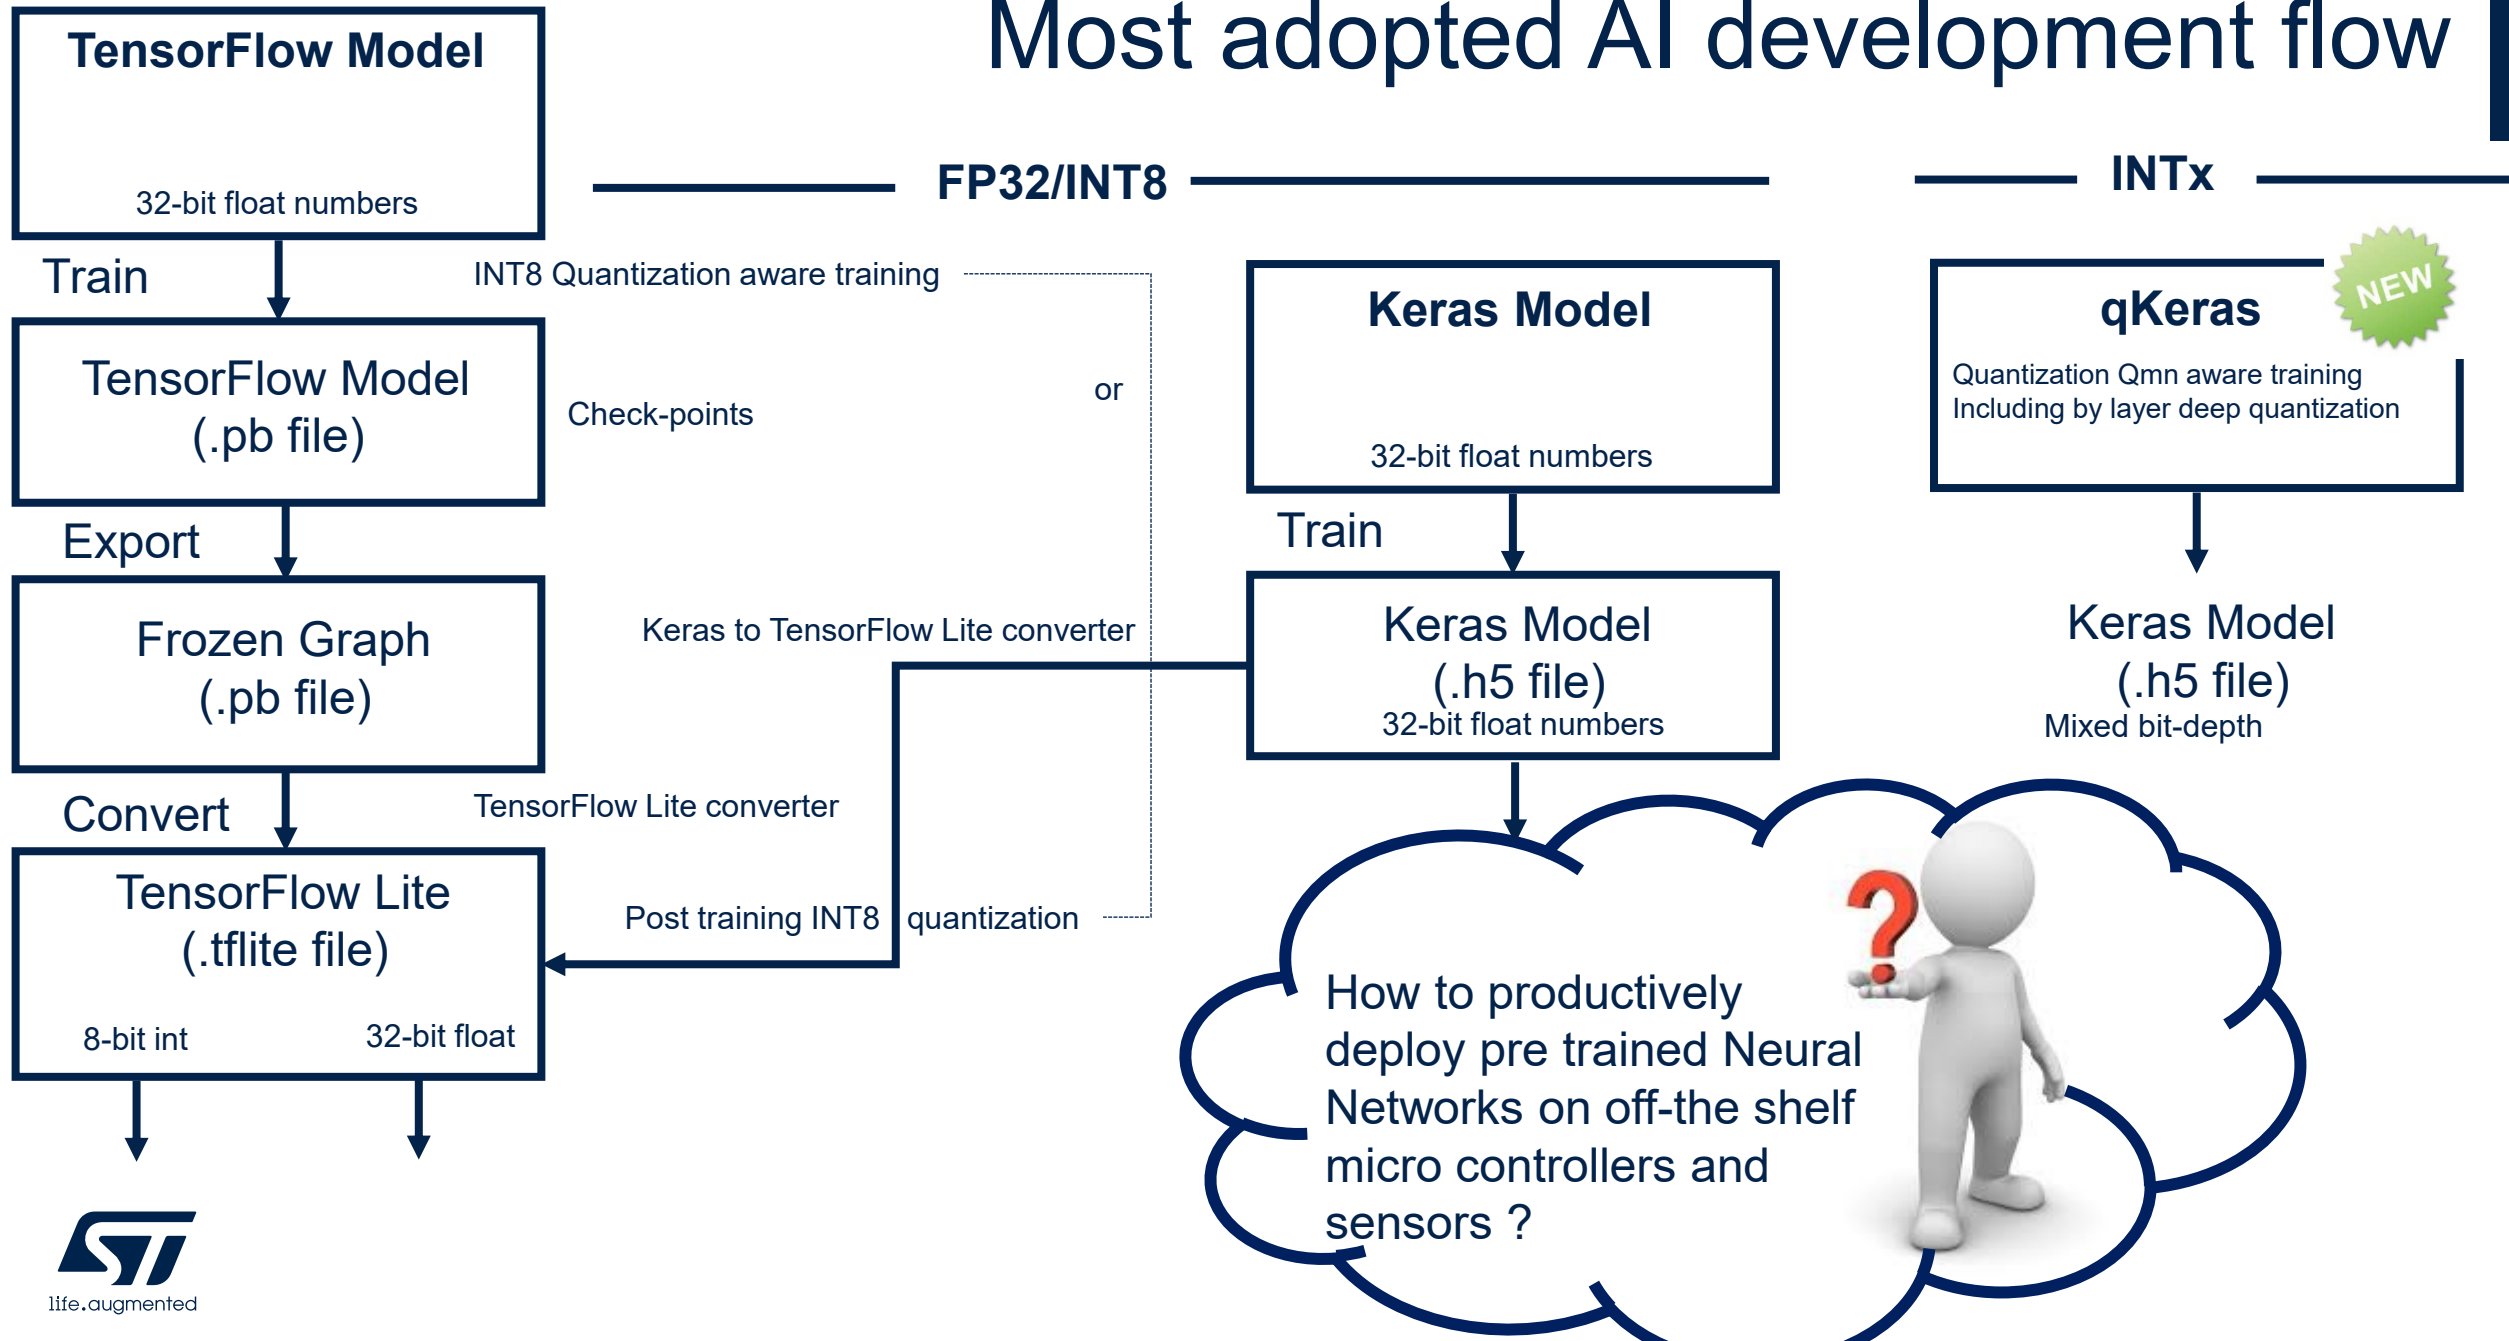 Most adopted AI development flow
TensorFlow Model
32-bit float numbers
FP32/INT8
INTx
Train
INT8 Quantization aware training
TensorFlow Model
(.pb file)
Check-points
or
Export
Frozen Graph
(.pb file)
Keras to TensorFlow Lite converter
Convert
TensorFlow Lite converter
TensorFlow Lite
(.tflite file)
8-bit int
32-bit float
Post training INT8 quantization
Keras Model
32-bit float numbers
Train
Keras Model
(.h5 file)
32-bit float numbers
qKeras
NEW
Quantization Qmn aware training
Including by layer deep quantization
Keras Model
(.h5 file)
Mixed bit-depth
How to productively
deploy pre trained Neural
Networks on off-the shelf
micro controllers and
sensors ?
ST
life.augmented